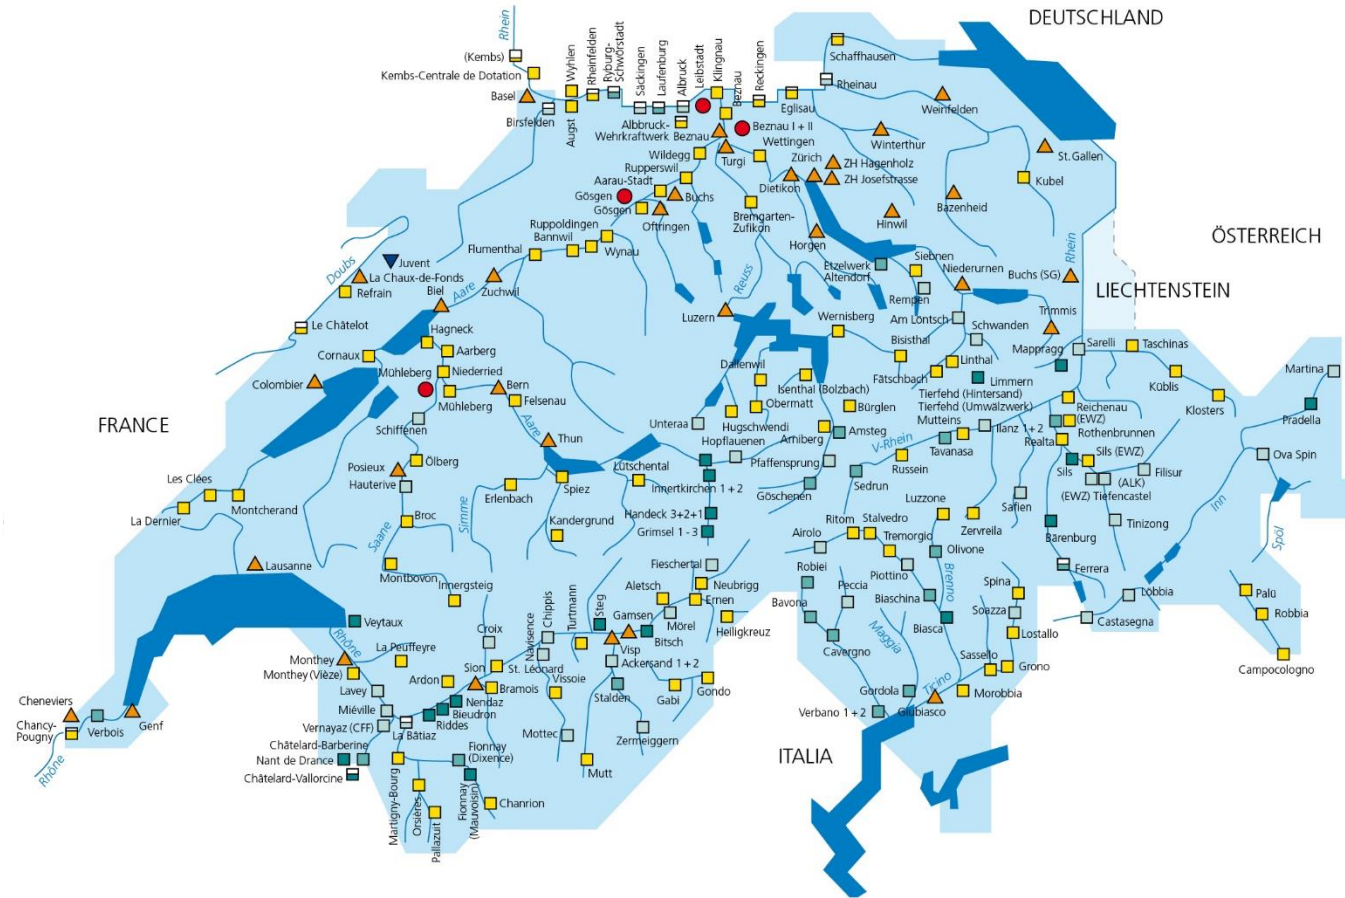 DEUTSCHLAND
Rhein
(Kembs)
Kembs-Centrale de Dotation
Basel
Birsfelden
Wyhlen
Augst
Rheinfelden
Ryburg-
Schwörstadt
Säckingen
Laufenburg
Albruck
Leibstadt
Klingnau
Beznau
Reckingen
Eglisau
Schaffhausen
Rheinau
Weinfelden
Albbruck-
Wehrkraftwerk
Beznau
Beznau I + II
Wettingen
Winterthur
St. Gallen
Kubel
Wildegg
Turgi
Rupperswil
Aarau-Stadt
Gösgen
Gösgen
Buchs
Oftringen
Zürich
ZH Hagenholz
ZH Josefstrasse
Dietikon
Bremgarten-
Zufikon
Horgen
Hinwil
Bazenheid
ÖSTERREICH
Ruppoldingen
Bannwil
Wynau
Flumenthal
Zuchwil
Juvent
Doubs
La Chaux-de-Fonds
Refrain
Biel
Aare
Reuss
Etzelwerk
Altendorf
Siebnen
Rempen
Niederurnen
Buchs (SG)
Rhein
LIECHTENSTEIN
Le Châtelot
Hagneck
Aarberg
Cornaux
Mühleberg
Niederried
Mühleberg
Colombier
Bern
Felsenau
Luzern
Wernisberg
Am Löntsch
Schwanden
Trimmis
Mappragg
Sarelli
Taschinas
Küblis
Klosters
Martina
Pradella
Bisisthal
Fätschbach
Linthal
Limmern
Tierfehd (Hintersand)
Tierfehd (Umwälzwerk)
Dallenwil
Isenthal (Bolzbach)
Obermatt
Hugschwendi
Bürglen
FRANCE
Schiffenen
Aare
Thun
Unteraa
Hopflauenen
Arniberg
Amsteg
V-Rhein
Mutteins
Tavanasa
Ilanz 1+2
Realta
Reichenau
(EWZ)
Rothenbrunnen
Sils (EWZ)
Sils
Filisur
(ALK)
(EWZ) Tiefencastel
Tinizong
Ova Spin
Inn
Spöl
Posieux
Ölberg
Hauterive
Les Clées
Montcherand
La Dernier
Broc
Saane
Simme
Erlenbach
Spiez
Lütschental
Kandergrund
Innertkirchen 1 + 2
Handeck 3+2+1
Grimsel 1 - 3
Pfaffensprung
Göschenen
Sedrun
Russein
Luzzone
Zervreila
Safien
Bärenburg
Ferrera
Lausanne
Montbovon
Innergsteig
Fieschertal
Airolo
Ritom
Stalvedro
Tremorgio
Piottino
Olivone
Brenno
Spina
Soazza
Lostallo
Lobbia
Castasegna
Palü
Robbia
Campocologno
Veytaux
Rhône
La Peuffeyre
Monthey
Monthey (Vièze)
Croix
Navisence
Chippis
Turtmann
Steg
Gamsen
Aletsch
Neubrigg
Ernen
Mörel
Bitsch
Heiligkreuz
Visp
Ackersand 1 + 2
Robiei
Peccia
Bavona
Cavergno
Maggia
Biaschina
Biasca
Sassello
Grono
Morobbia
Ticino
Giubiasco
Gordola
Verbano 1 + 2
Sion
St. Léonard
Ardon
Bramois
Nendaz
Bieudron
Riddes
Vissoie
Stalden
Gabi
Gondo
Mottec
Mutt
Zermeiggern
Lavey
Miéville
Vernayaz (CFF)
La Bâtiaz
Châtelard-Barberine
Nant de Drance
Châtelard-Vallorcine
Martigny-Bourg
Orsières
Pallazuit
Fionnay
(Dixence)
Fionnay
(Mauvoisin)
Chanrion
Cheneviers
Chancy-
Pougny
Verbois
Genf
Rhône
ITALIA